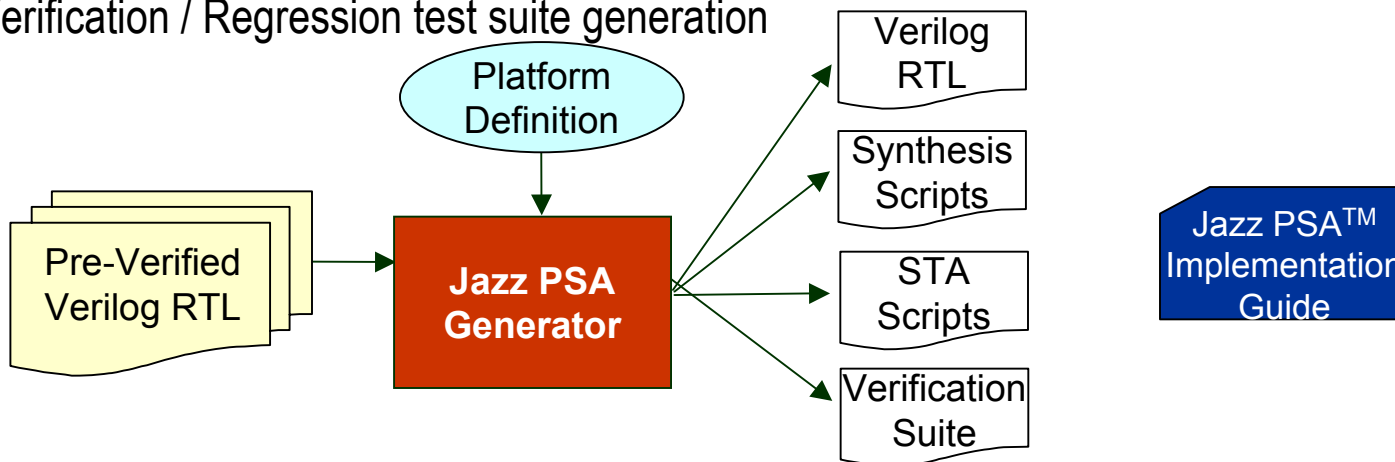 erification / Regression test suite generation
Platform
Definition
Pre-Verified
Verilog RTL
Jazz PSA
Generator
Verilog
RTL
Synthesis
Scripts
STA
Scripts
Verification
Suite
Jazz PSA™
Implementation
Guide